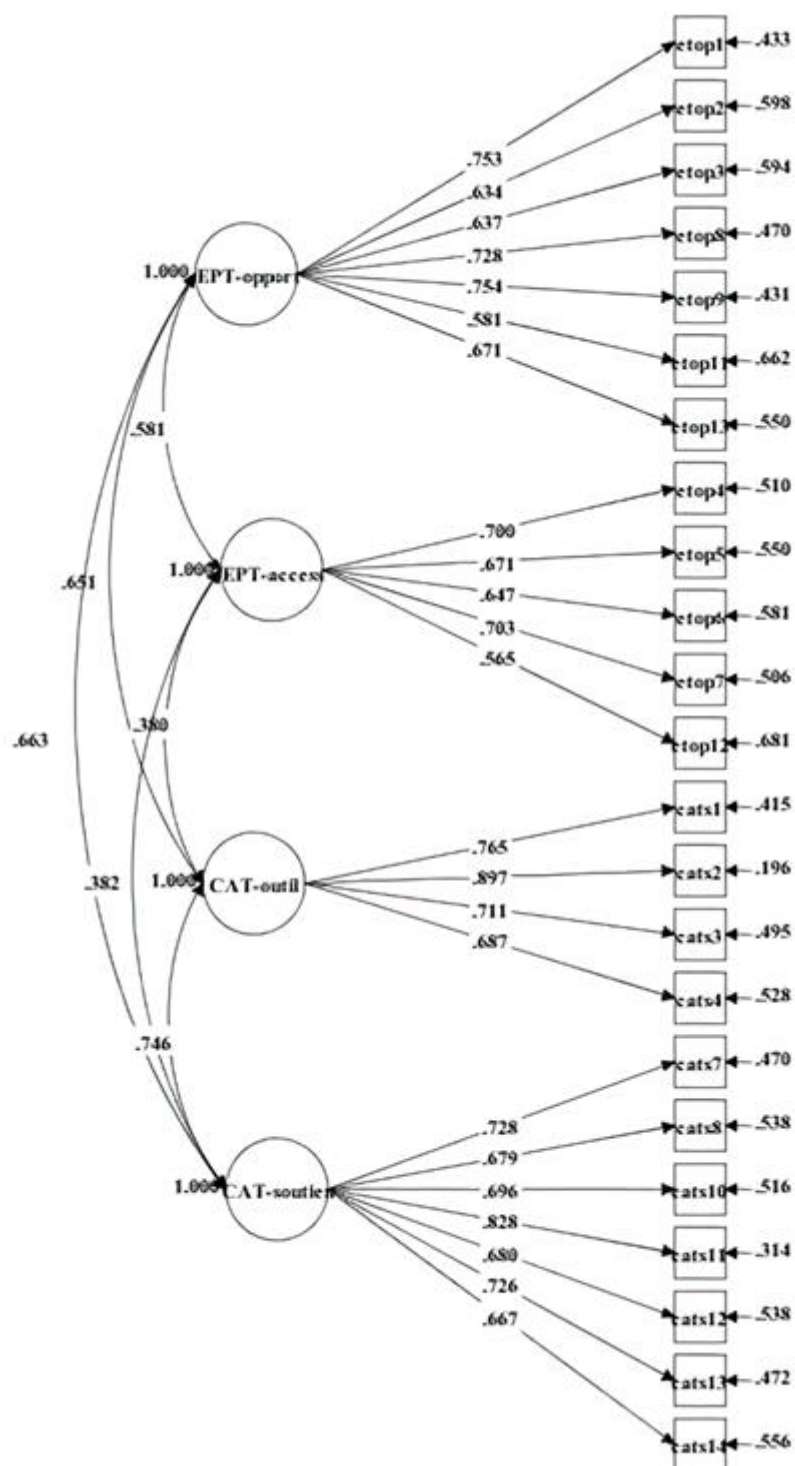 etop1 .433
etop2 .598
.753
etop3 .594
.634
.637
etop8 .470
.728
1.000 EPT-opport
.754
etop9 .431
.581
.671
etop11 .662
etop13 .550
.581
etop4 .510
.700
etop5 .550
.671
1.000 EPT-access
.651
.647
etop6 .581
.703
.565
etop7 .506
.380
.663
etop12 .681
cats1 .415
.765
cats2 .196
1.000 CAT-outil
.382
.897
.711
cats3 .495
.687
cats4 .528
.746
cats7 .470
.728
cats8 .538
.679
1.000 CAT-soutien
.696
cats10 .516
.828
cats11 .314
.680
.726
cats12 .538
.667
cats13 .472
cats14 .556